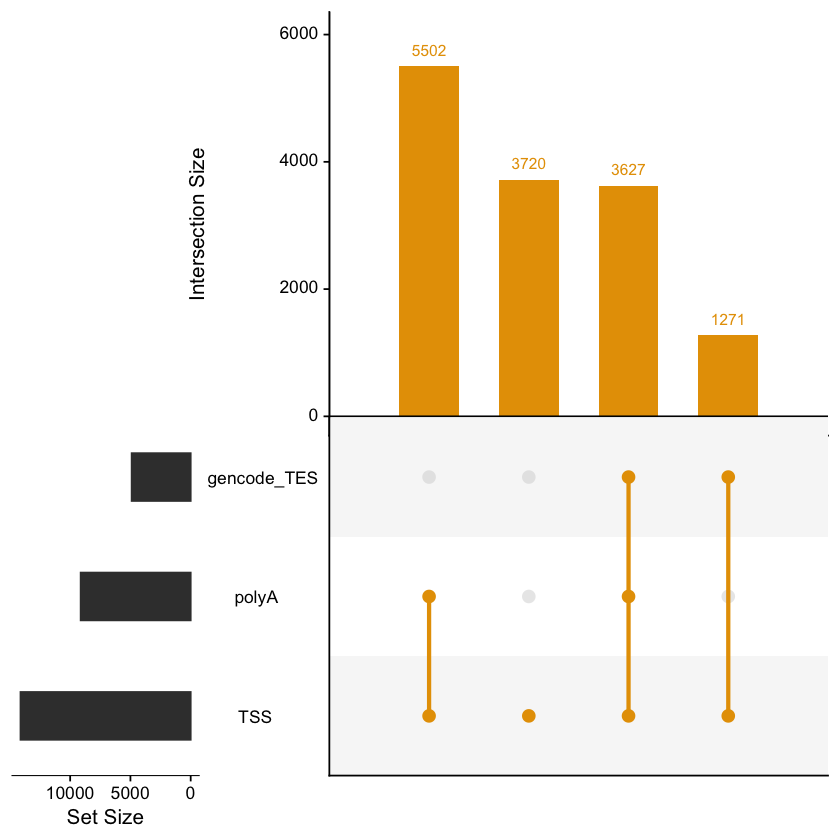 6000
5502
4000
3720
3627
Intersection Size
2000
1271
0
gencode_TES
polyA
TSS
10000 5000 0
Set Size